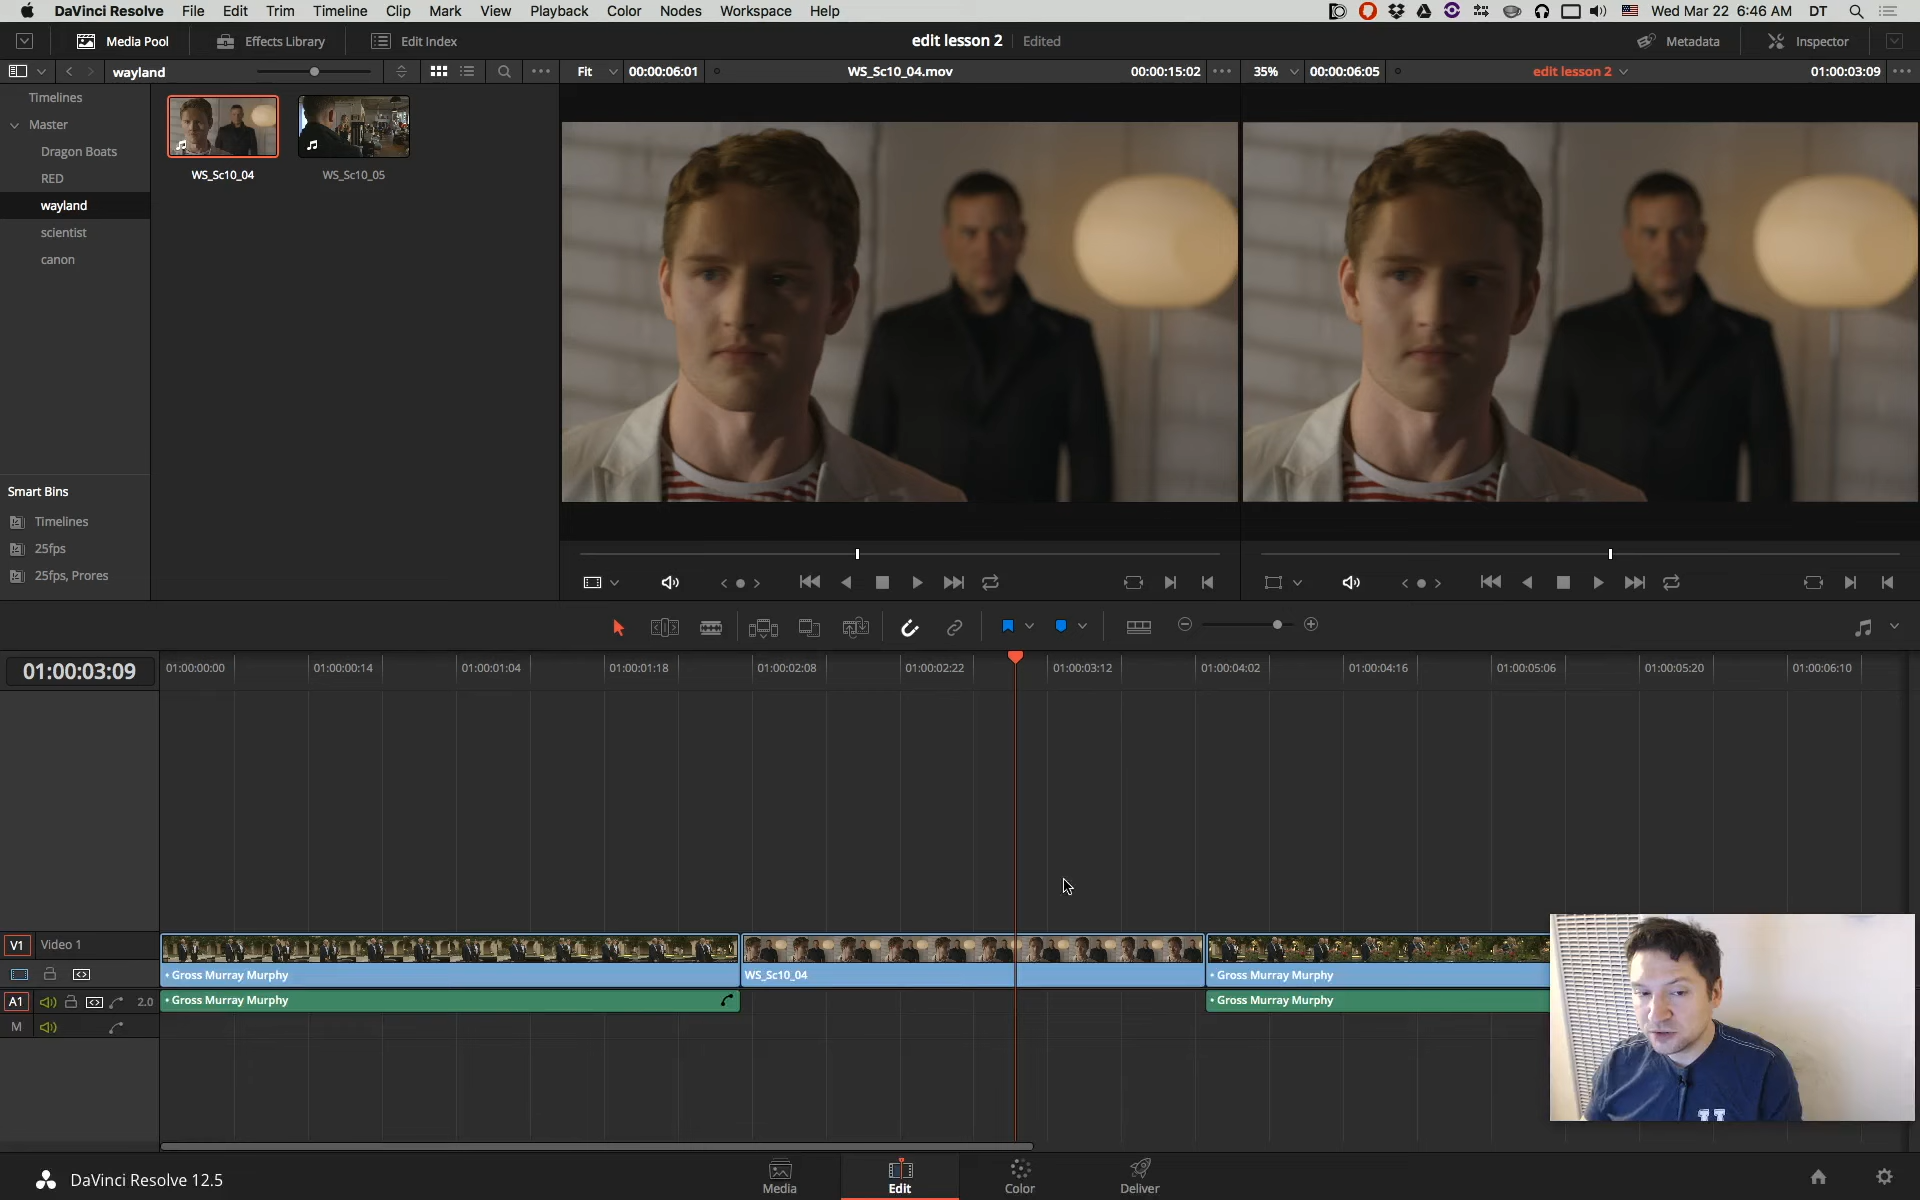 DaVinci Resolve File Edit Trim Timeline Clip Mark View Playback Color Nodes Workspace Help Wed Mar 22 6:46 AM DT
Media Pool Effects Library Edit Index edit lesson 2 Edited Metadata Inspector
wayland Fit 00:00:06:01 WS_Sc10_04.mov 00:00:15:02 35% 00:00:06:05 edit lesson 2 01:00:03:09
Timelines
Master
Dragon Boats
RED
wayland
scientist
canon
WS_Sc10_04 WS_Sc10_05
Smart Bins
Timelines
25fps
25fps, Prores
01:00:03:09 01:00:00:00 01:00:00:14 01:00:01:04 01:00:01:18 01:00:02:08 01:00:02:22 01:00:03:12 01:00:04:02 01:00:04:16 01:00:05:06 01:00:05:20 01:00:06:10
V1 Video 1
• Gross Murray Murphy WS_Sc10_04 • Gross Murray Murphy
A1 2.0 • Gross Murray Murphy • Gross Murray Murphy
M
DaVinci Resolve 12.5 Media Edit Color Deliver